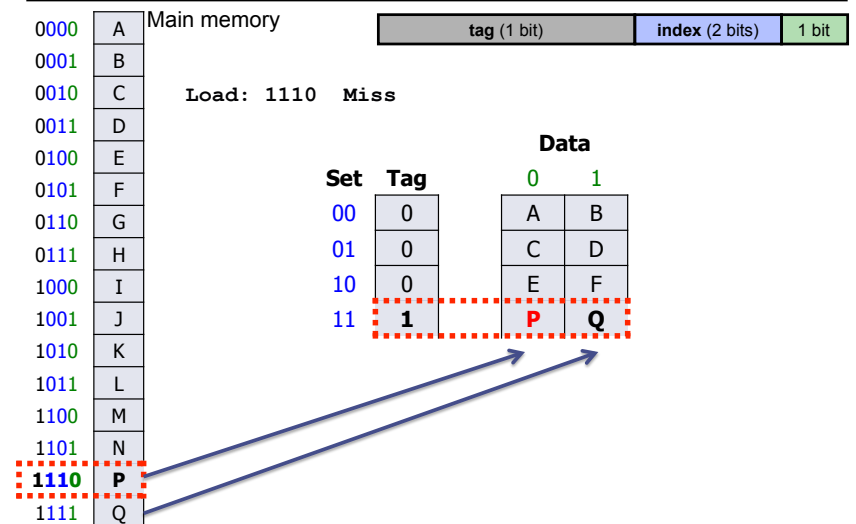 Main memory
tag (1 bit) index (2 bits) 1 bit
0000 A
0001 B
0010 C
Load: 1110 Miss
0011 D
Data
0100 E
Set Tag 0 1
0101 F
00 0 A B
0110 G
01 0 C D
0111 H
10 0 E F
1000 I
11 1 P Q
1001 J
1010 K
1011 L
1100 M
1101 N
1110 P
1111 Q